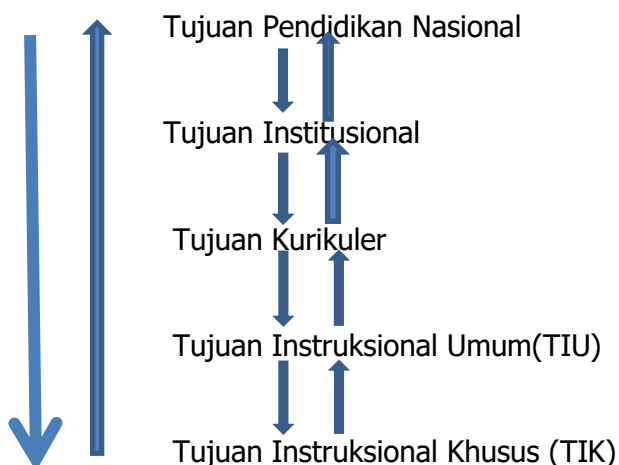 Tujuan Pendidikan Nasional
Tujuan Institusional
Tujuan Kurikuler
Tujuan Instruksional Umum(TIU)
Tujuan Instruksional Khusus (TIK)